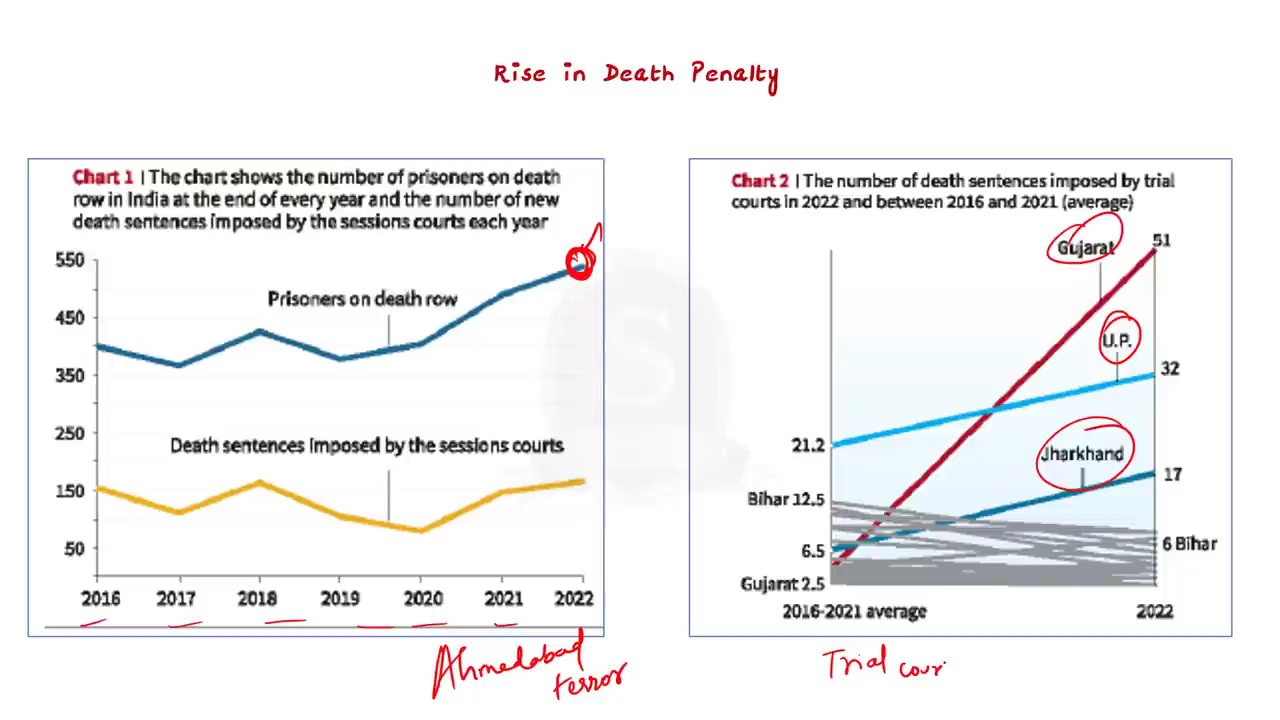 Rise in Death Penalty
Chart 1 | The chart shows the number of prisoners on death
row in India at the end of every year and the number of new
death sentences imposed by the sessions courts each year
550
450
350
250
150
50
Prisoners on death row
Death sentences imposed by the sessions courts
2016 2017 2018 2019 2020 2021 2022
Ahmedabad
terror
Chart 2 | The number of death sentences imposed by trial
courts in 2022 and between 2016 and 2021 (average)
Gujarat 51
U.P.
32
21.2
Jharkhand
17
Bihar 12.5
6.5
6 Bihar
Gujarat 2.5
2016-2021 average 2022
Trial cour